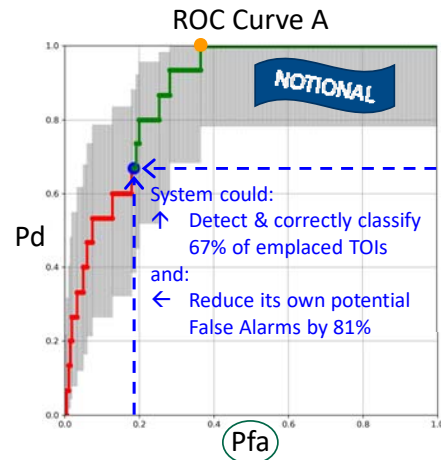 ROC Curve A
1.0
NOTIONAL
0.8
System could:
↑ Detect & correctly classify
67% of emplaced TOIs
and:
← Reduce its own potential
False Alarms by 81%
0.6
Pd
0.4
0.2
0.0
0.0 0.2 0.4 0.6 0.8 1.0
Pfa